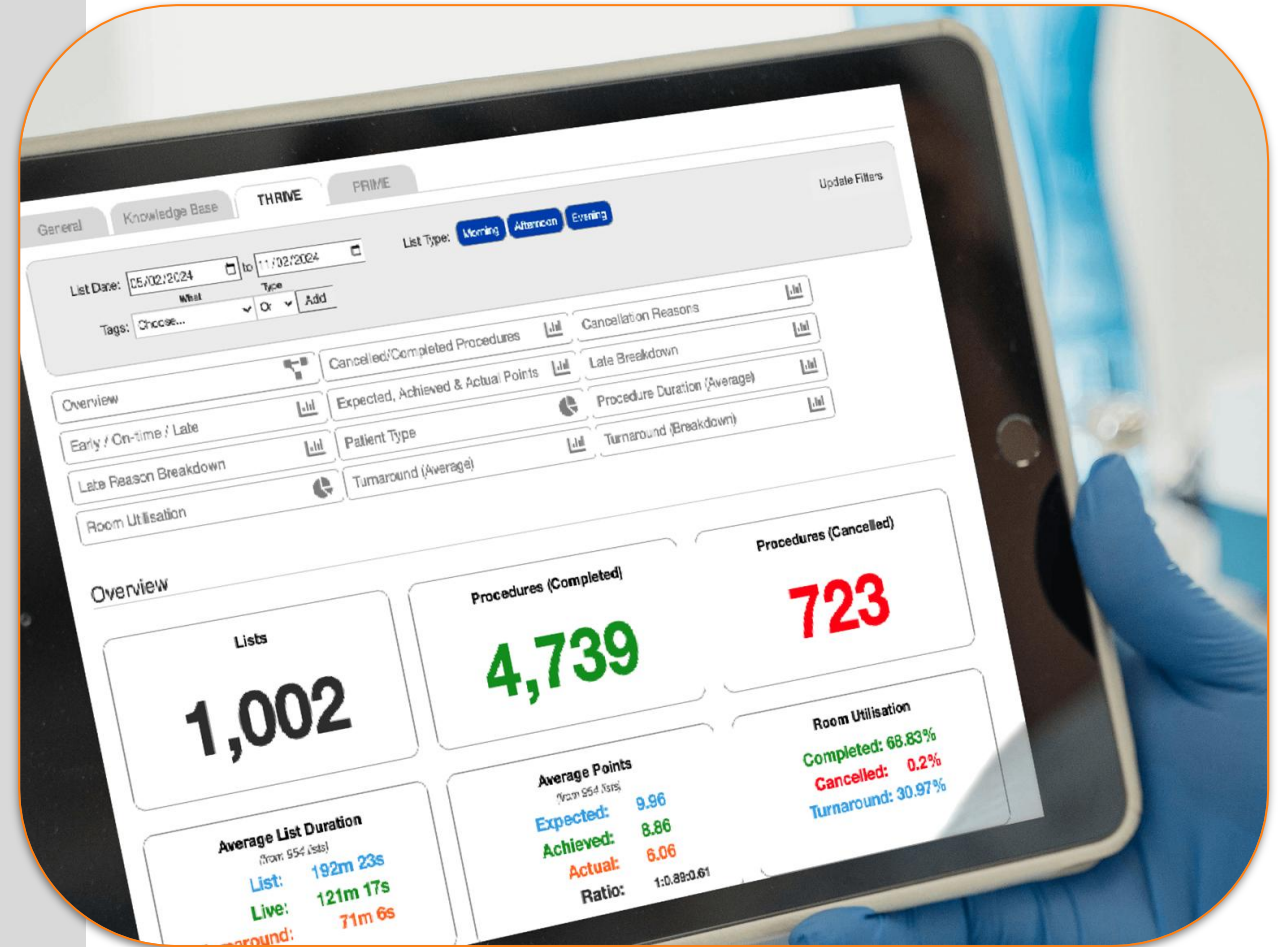 General
Knowledge Base
THRIVE
PRIME
List Date: 05/02/2024 to 11/02/2024
List Type: Morning Afternoon Evening
Update Filters
What
Type
Tags: Choose... Or Add
Overview
Cancelled/Completed Procedures
Cancellation Reasons
Early / On-time / Late
Expected, Achieved & Actual Points
Late Breakdown
Late Reason Breakdown
Patient Type
Procedure Duration (Average)
Room Utilisation
Turnaround (Average)
Turnaround (Breakdown)
Overview
Lists
1,002
Procedures (Completed)
4,739
Procedures (Cancelled)
723
Average List Duration
(from 954 lists)
List: 192m 23s
Live: 121m 17s
71m 6s
Average Points
(from 954 lists)
Expected: 9.96
Achieved: 8.86
Actual: 6.06
Ratio: 1:0.89:0.61
Room Utilisation
Completed: 68.83%
Cancelled: 0.2%
Turnaround: 30.97%